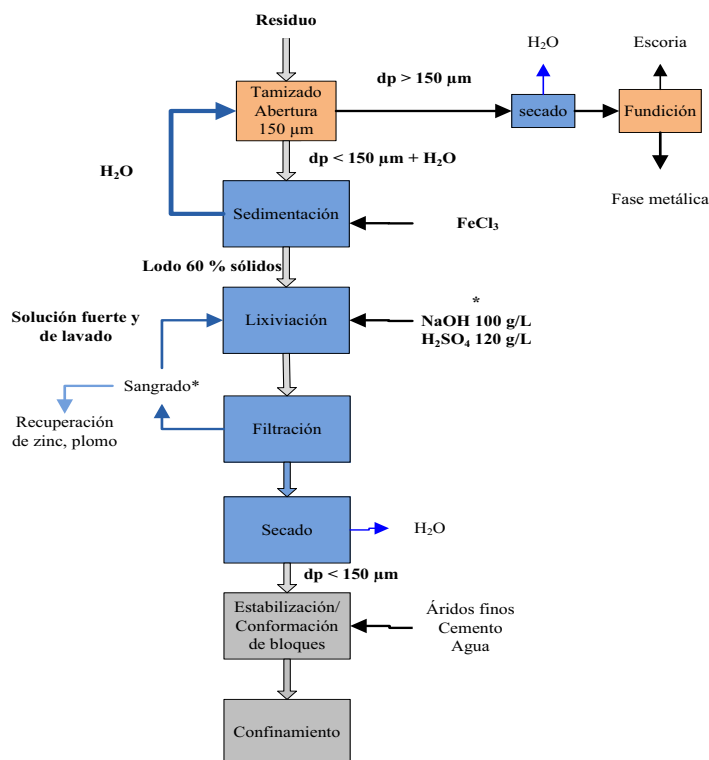 Residuo
H₂O
Escoria
Tamizado
Abertura
150 µm
dp > 150 µm
secado
Fundición
H₂O
dp < 150 µm + H₂O
Fase metálica
Sedimentación
FeCl₃
Lodo 60 % sólidos
Solución fuerte y
de lavado
Lixiviación
*
NaOH 100 g/L
H₂SO₄ 120 g/L
Sangrado*
Recuperación
de zinc, plomo
Filtración
Secado
H₂O
dp < 150 µm
Estabilización/
Conformación
de bloques
Áridos finos
Cemento
Agua
Confinamiento